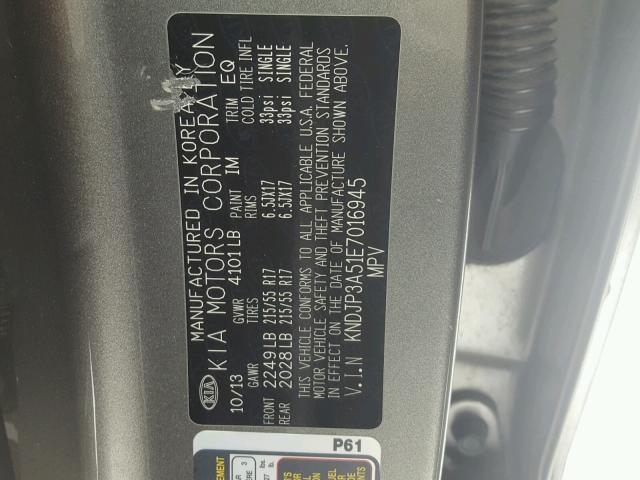 MANUFACTURED IN KOREA BY
KIA MOTORS CORPORATION
KIA
10/13 GVWR 4101LB PAINT IM TRIM EQ
GAWR TIRES RIMS COLD TIRE INFL
FRONT 2249LB 215/55 R17 6.5JX17 33psi SINGLE
REAR 2028LB 215/55 R17 6.5JX17 33psi SINGLE
THIS VEHICLE CONFORMS TO ALL APPLICABLE U.S.A. FEDERAL
MOTOR VEHICLE SAFETY AND THEFT PREVENTION STANDARDS
IN EFFECT ON THE DATE OF MANUFACTURE SHOWN ABOVE.
V.I.N KNDJP3A51E7016945
MPV
P61